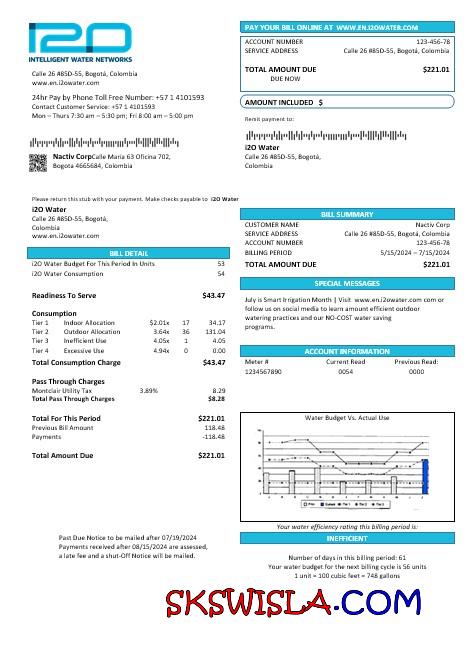 i2O
INTELLIGENT WATER NETWORKS
Calle 26 #85D-55, Bogotá, Colombia
www.en.i2owater.com
24hr Pay by Phone Toll Free Number: +57 1 4101593
Contact Customer Service: +57 1 4101593
Mon – Thurs 7:30 am – 5:30 pm; Fri 8:00 am – 5:00 pm
Nactiv Corp Calle María 63 Oficina 702,
Bogota 4665684, Colombia
PAY YOUR BILL ONLINE AT WWW.EN.I2OWATER.COM
ACCOUNT NUMBER 123-456-78
SERVICE ADDRESS Calle 26 #85D-55, Bogotá, Colombia
TOTAL AMOUNT DUE $221.01
DUE NOW
AMOUNT INCLUDED $
Remit payment to:
i2O Water
Calle 26 #85D-55, Bogotá,
Colombia
Please return this stub with your payment. Make checks payable to i2O Water
i2O Water
Calle 26 #85D-55, Bogotá,
Colombia
www.en.i2owater.com
BILL DETAIL
i2O Water Budget For This Period In Units 53
i2O Water Consumption 54
Readiness To Serve $43.47
Consumption
Tier 1 Indoor Allocation $2.01x 17 34.17
Tier 2 Outdoor Allocation 3.64x 36 131.04
Tier 3 Inefficient Use 4.05x 1 4.05
Tier 4 Excessive Use 4.94x 0 0.00
Total Consumption Charge $43.47
Pass Through Charges
Montclair Utility Tax 3.89% 8.29
Total Pass Through Charges $8.28
Total For This Period $221.01
Previous Bill Amount 118.48
Payments -118.48
Total Amount Due $221.01
Past Due Notice to be mailed after 07/19/2024
Payments received after 08/15/2024 are assessed,
a late fee and a shut-Off Notice will be mailed.
BILL SUMMARY
CUSTOMER NAME Nactiv Corp
SERVICE ADDRESS Calle 26 #85D-55, Bogotá, Colombia
ACCOUNT NUMBER 123-456-78
BILLING PERIOD 5/15/2024 – 7/15/2024
TOTAL AMOUNT DUE $221.01
SPECIAL MESSAGES
July is Smart Irrigation Month | Visit www.en.i2owater.com com or
follow us on social media to learn amount efficient outdoor
watering practices and our NO-COST water saving
programs.
ACCOUNT INFORMATION
Meter # Current Read Previous Read:
1234567890 0054 0000
Water Budget Vs. Actual Use
Your water efficiency rating this billing period is:
INEFFICIENT
Number of days in this billing period: 61
Your water budget for the next billing cycle is 56 units
1 unit = 100 cubic feet = 748 gallons
SKSWISLA.COM